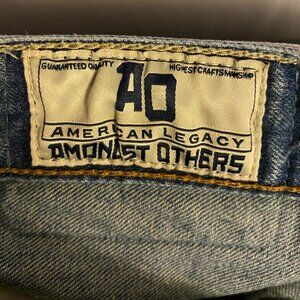 GUARANTEED QUALITY HIGHEST CRAFTSMANSHIP
AO
AMERICAN LEGACY
AMONGST OTHERS